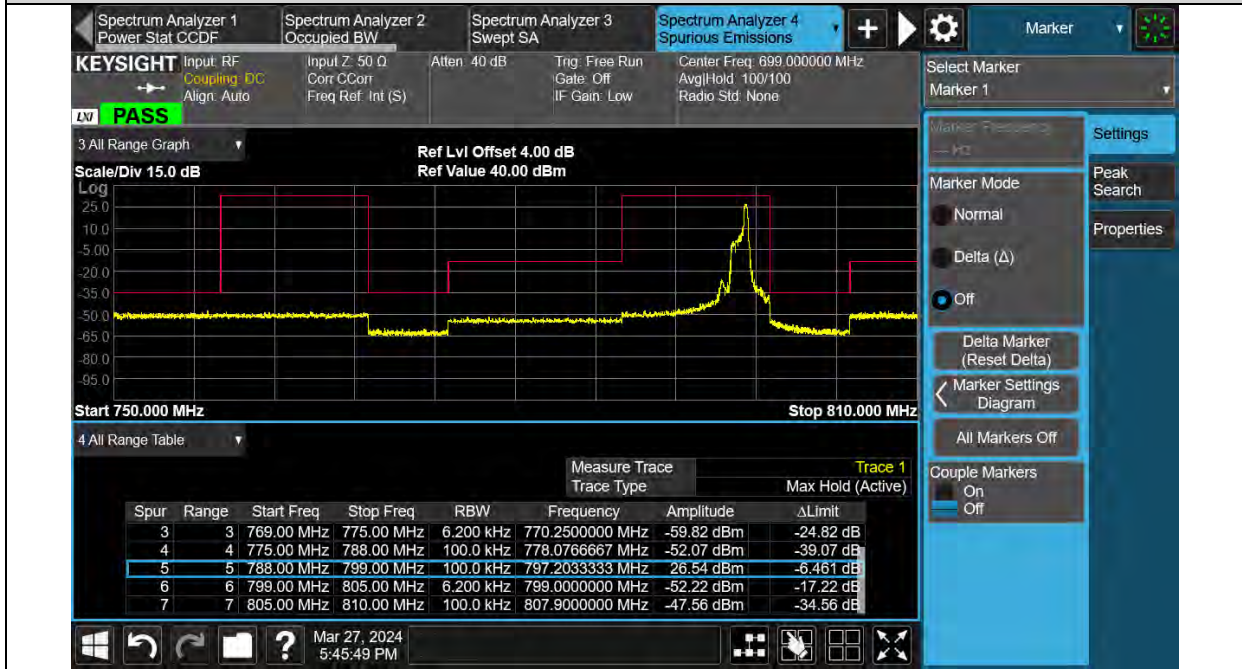 Spectrum Analyzer 1
Power Stat CCDF
Spectrum Analyzer 2
Occupied BW
Spectrum Analyzer 3
Swept SA
Spectrum Analyzer 4
Spurious Emissions
Marker
KEYSIGHT
Input: RF
Coupling: DC
Align: Auto
Input Z: 50 Ω
Corr CCorr
Freq Ref: Int (S)
Atten: 40 dB
Trig: Free Run
Gate: Off
IF Gain: Low
Center Freq: 699.000000 MHz
Avg|Hold: 100/100
Radio Std: None
LXI PASS
Select Marker
Marker 1
Marker Frequency
--- Hz
Settings
Peak
Search
Properties
Marker Mode
Normal
Delta (Δ)
Off
Delta Marker
(Reset Delta)
Marker Settings
Diagram
All Markers Off
Couple Markers
On
Off
3 All Range Graph
Scale/Div 15.0 dB
Ref Lvl Offset 4.00 dB
Ref Value 40.00 dBm
Log
25.0
10.0
-5.00
-20.0
-35.0
-50.0
-65.0
-80.0
-95.0
Start 750.000 MHz
Stop 810.000 MHz
4 All Range Table
Measure Trace Trace 1
Trace Type Max Hold (Active)
Spur Range Start Freq Stop Freq RBW Frequency Amplitude ΔLimit
3 3 769.00 MHz 775.00 MHz 6.200 kHz 770.2500000 MHz -59.82 dBm -24.82 dB
4 4 775.00 MHz 788.00 MHz 100.0 kHz 778.0766667 MHz -52.07 dBm -39.07 dB
5 5 788.00 MHz 799.00 MHz 100.0 kHz 797.2033333 MHz 26.54 dBm -6.461 dB
6 6 799.00 MHz 805.00 MHz 6.200 kHz 799.0000000 MHz -52.22 dBm -17.22 dB
7 7 805.00 MHz 810.00 MHz 100.0 kHz 807.9000000 MHz -47.56 dBm -34.56 dB
?
Mar 27, 2024
5:45:49 PM